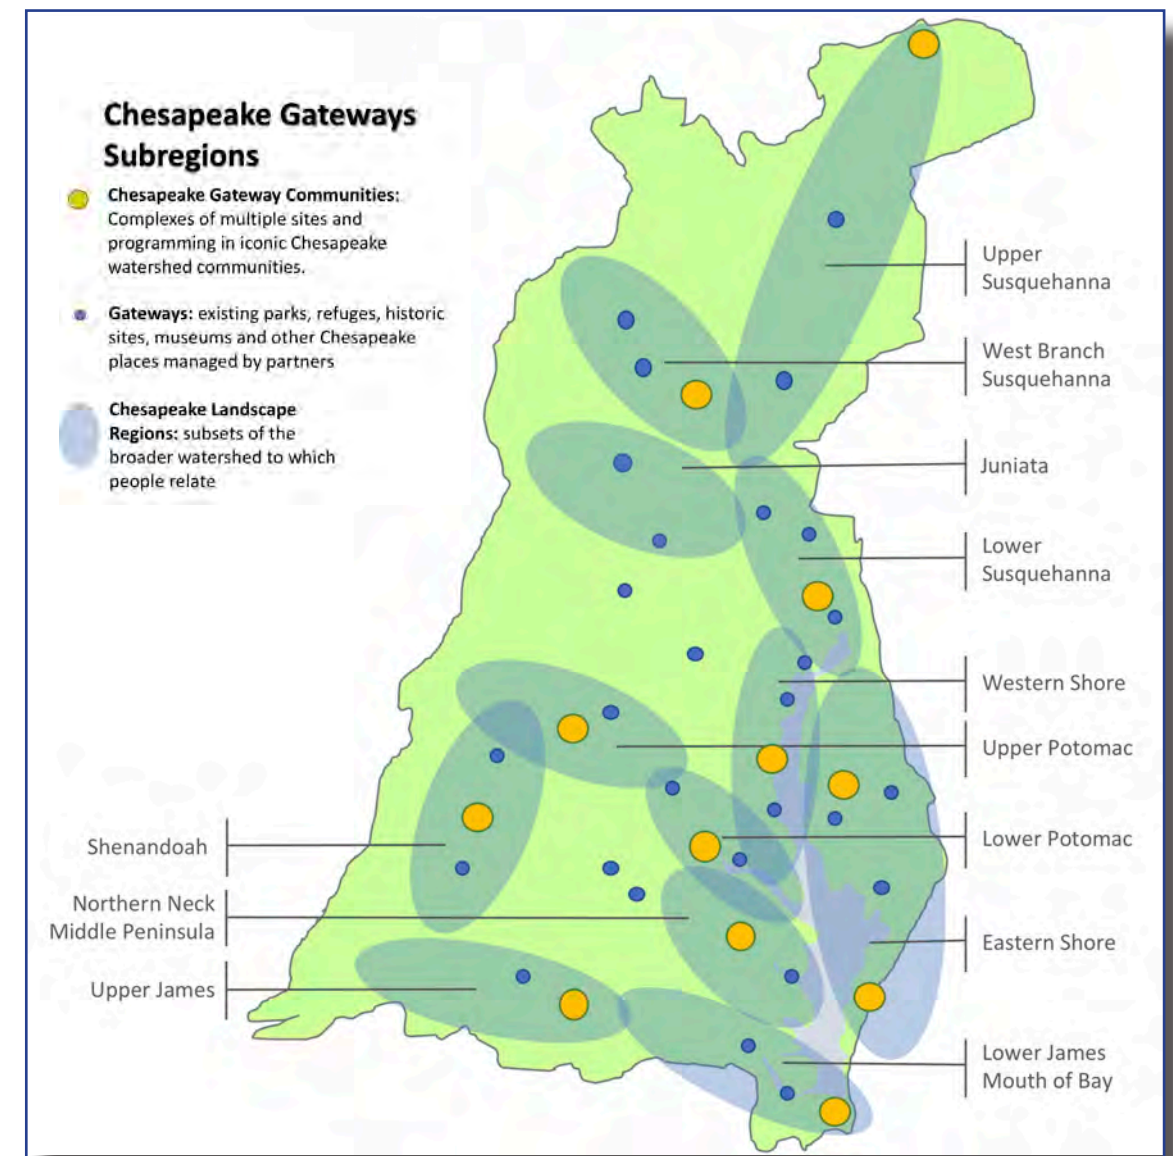 Chesapeake Gateways
Subregions
Chesapeake Gateway Communities:
Complexes of multiple sites and
programming in iconic Chesapeake
watershed communities.
Gateways: existing parks, refuges, historic
sites, museums and other Chesapeake
places managed by partners
Chesapeake Landscape
Regions: subsets of the
broader watershed to which
people relate
Upper
Susquehanna
West Branch
Susquehanna
Juniata
Lower
Susquehanna
Western Shore
Upper Potomac
Lower Potomac
Eastern Shore
Lower James
Mouth of Bay
Shenandoah
Northern Neck
Middle Peninsula
Upper James